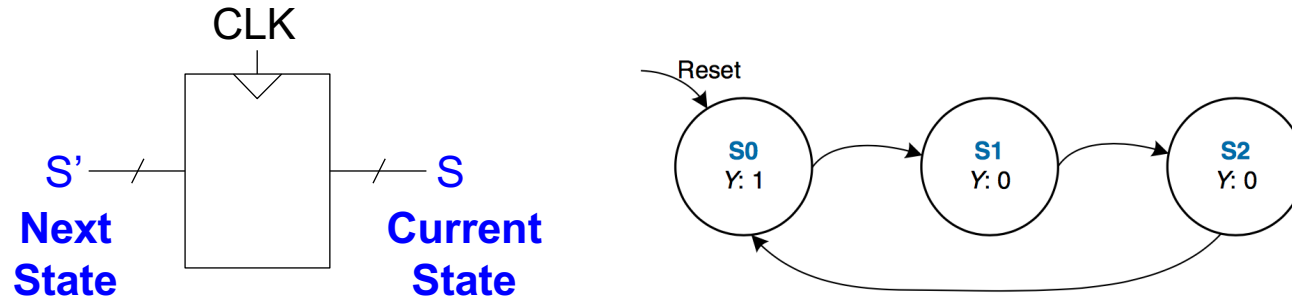 CLK
S’
S
Next
State
Current
State
Reset
S0
Y: 1
S1
Y: 0
S2
Y: 0